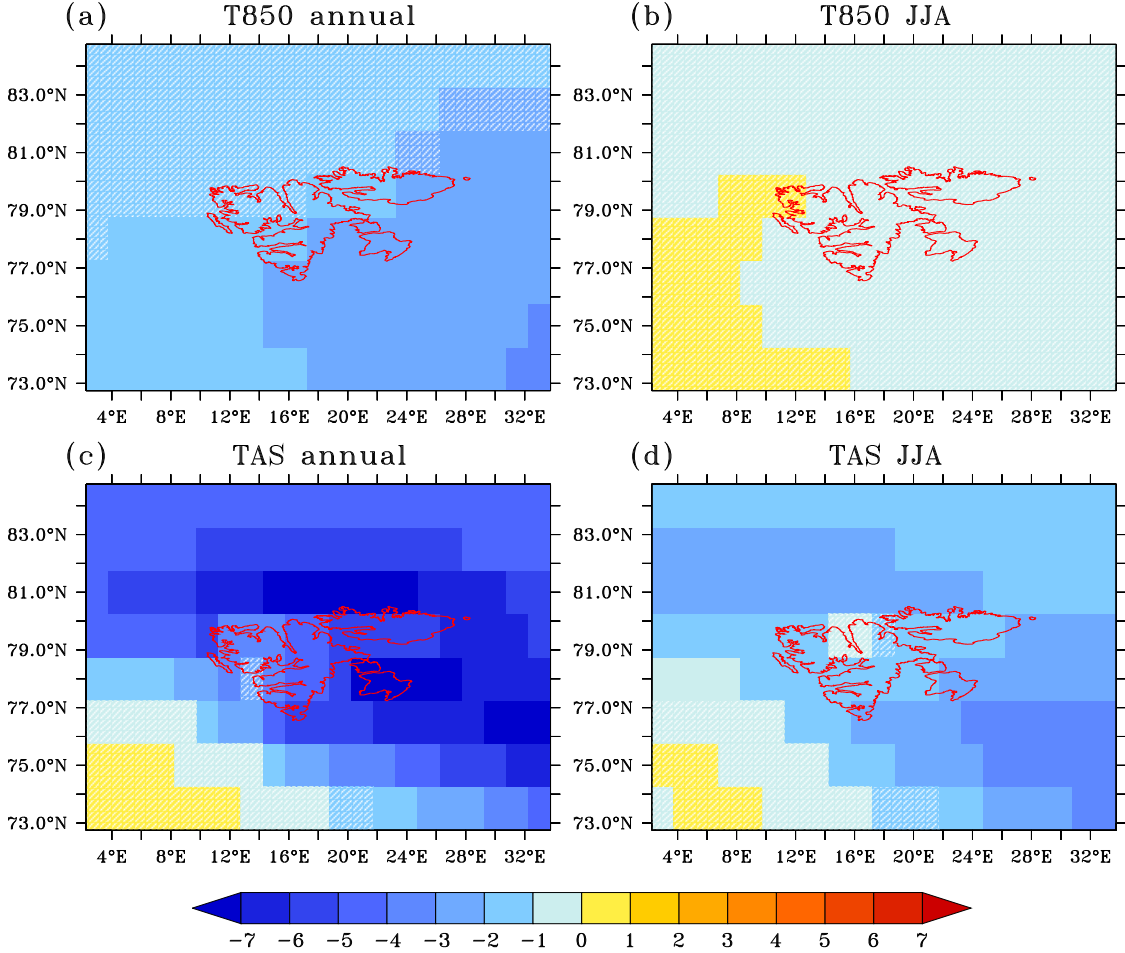 (a) T850 annual
(b) T850 JJA
83.0°N
81.0°N
79.0°N
77.0°N
75.0°N
73.0°N
4°E 8°E 12°E 16°E 20°E 24°E 28°E 32°E
83.0°N
81.0°N
79.0°N
77.0°N
75.0°N
73.0°N
4°E 8°E 12°E 16°E 20°E 24°E 28°E 32°E
(c) TAS annual
(d) TAS JJA
83.0°N
81.0°N
79.0°N
77.0°N
75.0°N
73.0°N
4°E 8°E 12°E 16°E 20°E 24°E 28°E 32°E
83.0°N
81.0°N
79.0°N
77.0°N
75.0°N
73.0°N
4°E 8°E 12°E 16°E 20°E 24°E 28°E 32°E
−7 −6 −5 −4 −3 −2 −1 0 1 2 3 4 5 6 7